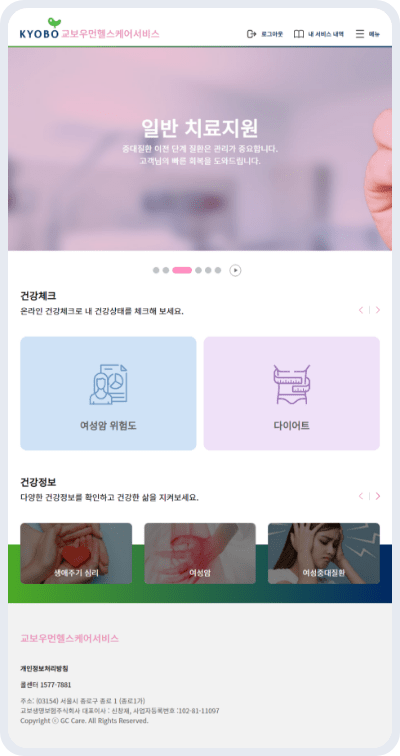 KYOBO 교보우먼헬스케어서비스
로그아웃 내 서비스 내역 메뉴
일반 치료지원
중대질환 이전 단계 질환은 관리가 중요합니다.
고객님의 빠른 회복을 도와드립니다.
건강체크
온라인 건강체크로 내 건강상태를 체크해 보세요.
여성암 위험도
다이어트
건강정보
다양한 건강정보를 확인하고 건강한 삶을 지켜보세요.
생애주기 심리
여성암
여성중대질환
교보우먼헬스케어서비스
개인정보처리방침
콜센터 1577-7881
주소: (03154) 서울시 종로구 종로 1 (종로1가)
교보생명보험주식회사 대표이사 : 신창재, 사업자등록번호 :102-81-11097
Copyright ⓒ GC Care. All Rights Reserved.